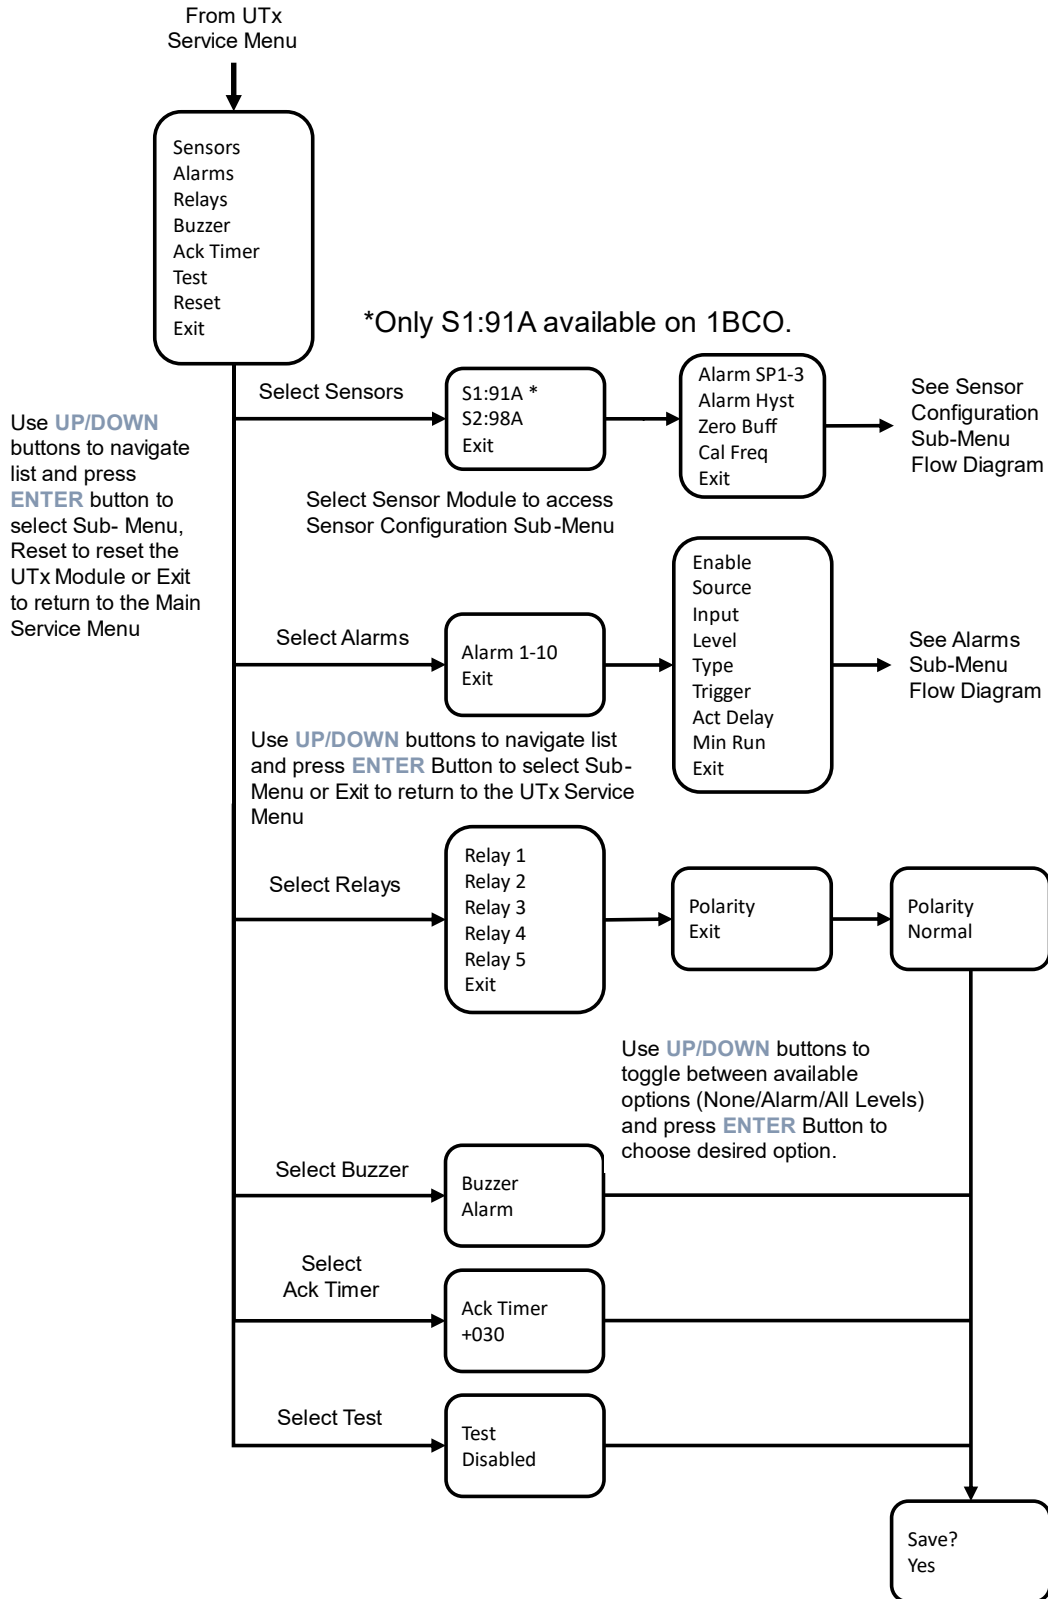 From UTx
Service Menu
Sensors
Alarms
Relays
Buzzer
Ack Timer
Test
Reset
Exit
*Only S1:91A available on 1BCO.
Use UP/DOWN
buttons to navigate
list and press
ENTER button to
select Sub- Menu,
Reset to reset the
UTx Module or Exit
to return to the Main
Service Menu
Select Sensors
S1:91A *
S2:98A
Exit
Alarm SP1-3
Alarm Hyst
Zero Buff
Cal Freq
Exit
See Sensor
Configuration
Sub-Menu
Flow Diagram
Select Sensor Module to access
Sensor Configuration Sub-Menu
Select Alarms
Alarm 1-10
Exit
Enable
Source
Input
Level
Type
Trigger
Act Delay
Min Run
Exit
See Alarms
Sub-Menu
Flow Diagram
Use UP/DOWN buttons to navigate list
and press ENTER Button to select Sub-
Menu or Exit to return to the UTx Service
Menu
Select Relays
Relay 1
Relay 2
Relay 3
Relay 4
Relay 5
Exit
Polarity
Exit
Polarity
Normal
Use UP/DOWN buttons to
toggle between available
options (None/Alarm/All Levels)
and press ENTER Button to
choose desired option.
Select Buzzer
Buzzer
Alarm
Select
Ack Timer
Ack Timer
+030
Select Test
Test
Disabled
Save?
Yes